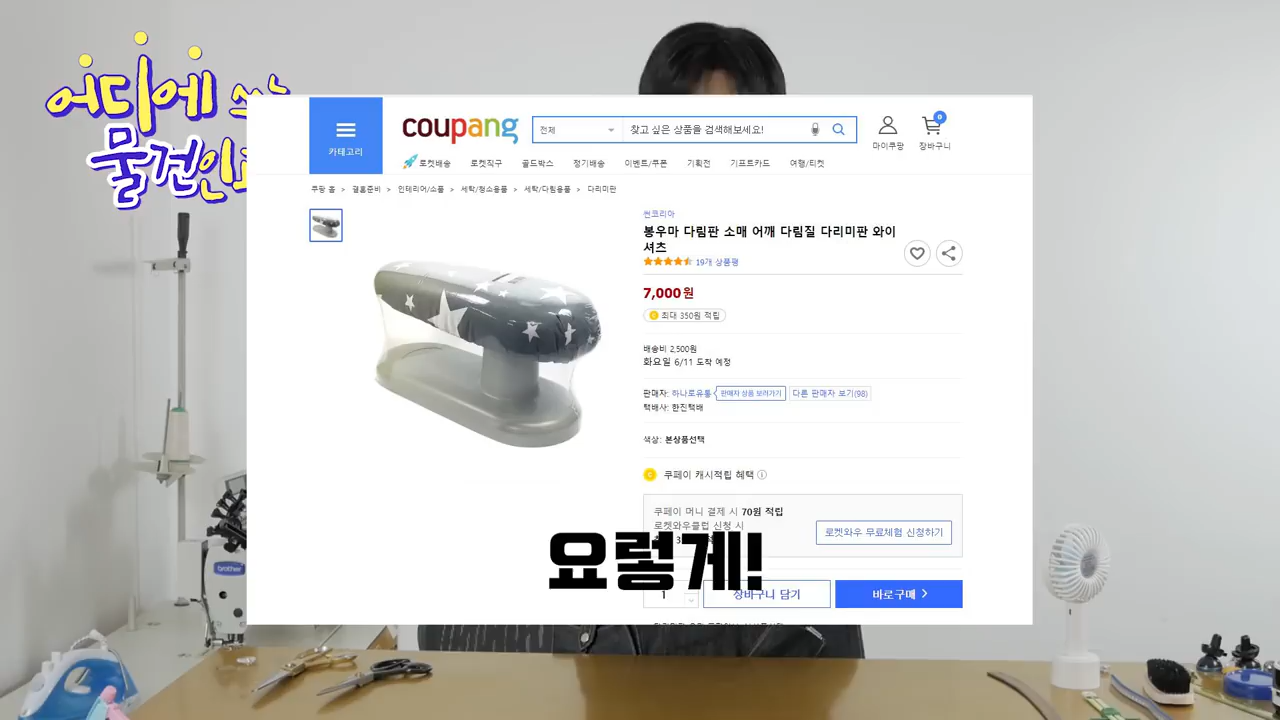 어디에
물건인고
카테고리
coupang
전체
찾고 싶은 상품을 검색해보세요!
0
마이쿠팡
장바구니
로켓배송
로켓직구
골드박스
정기배송
이벤트/쿠폰
기획전
기프트카드
여행/티켓
쿠팡 홈 > 결혼준비 > 인테리어/소품 > 세탁/청소용품 > 세탁/다림용품 > 다리미판
썬코리아
봉우마 다림판 소매 어깨 다림질 다리미판 와이
셔츠
19개 상품평
7,000원
최대 350원 적립
배송비 2,500원
화요일 6/11 도착 예정
판매자: 하나로유통 판매자 상품 보러가기 다른 판매자 보기(98)
택배사: 한진택배
색상: 본상품선택
쿠페이 캐시적립 혜택
쿠페이 머니 결제 시 70원 적립
로켓와우클럽 신청 시
로켓와우 무료체험 신청하기
요렇게!
1
장바구니 담기
바로구매 >
brother